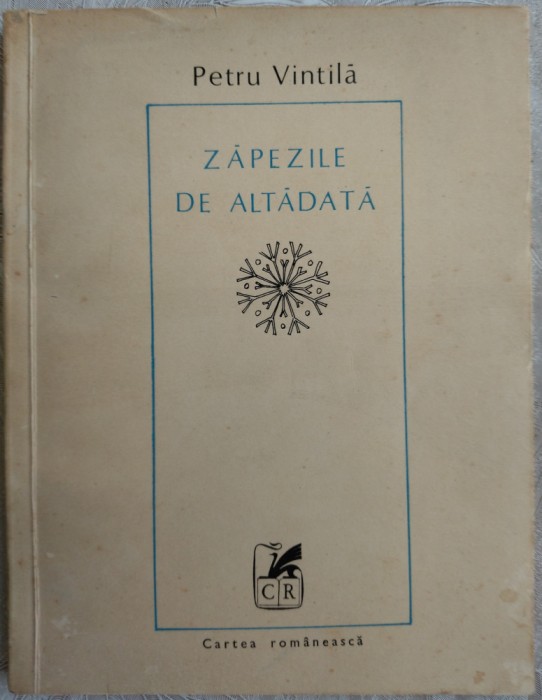 Petru Vintilă
ZĂPEZILE
DE ALTĂDATĂ
CR
Cartea românească